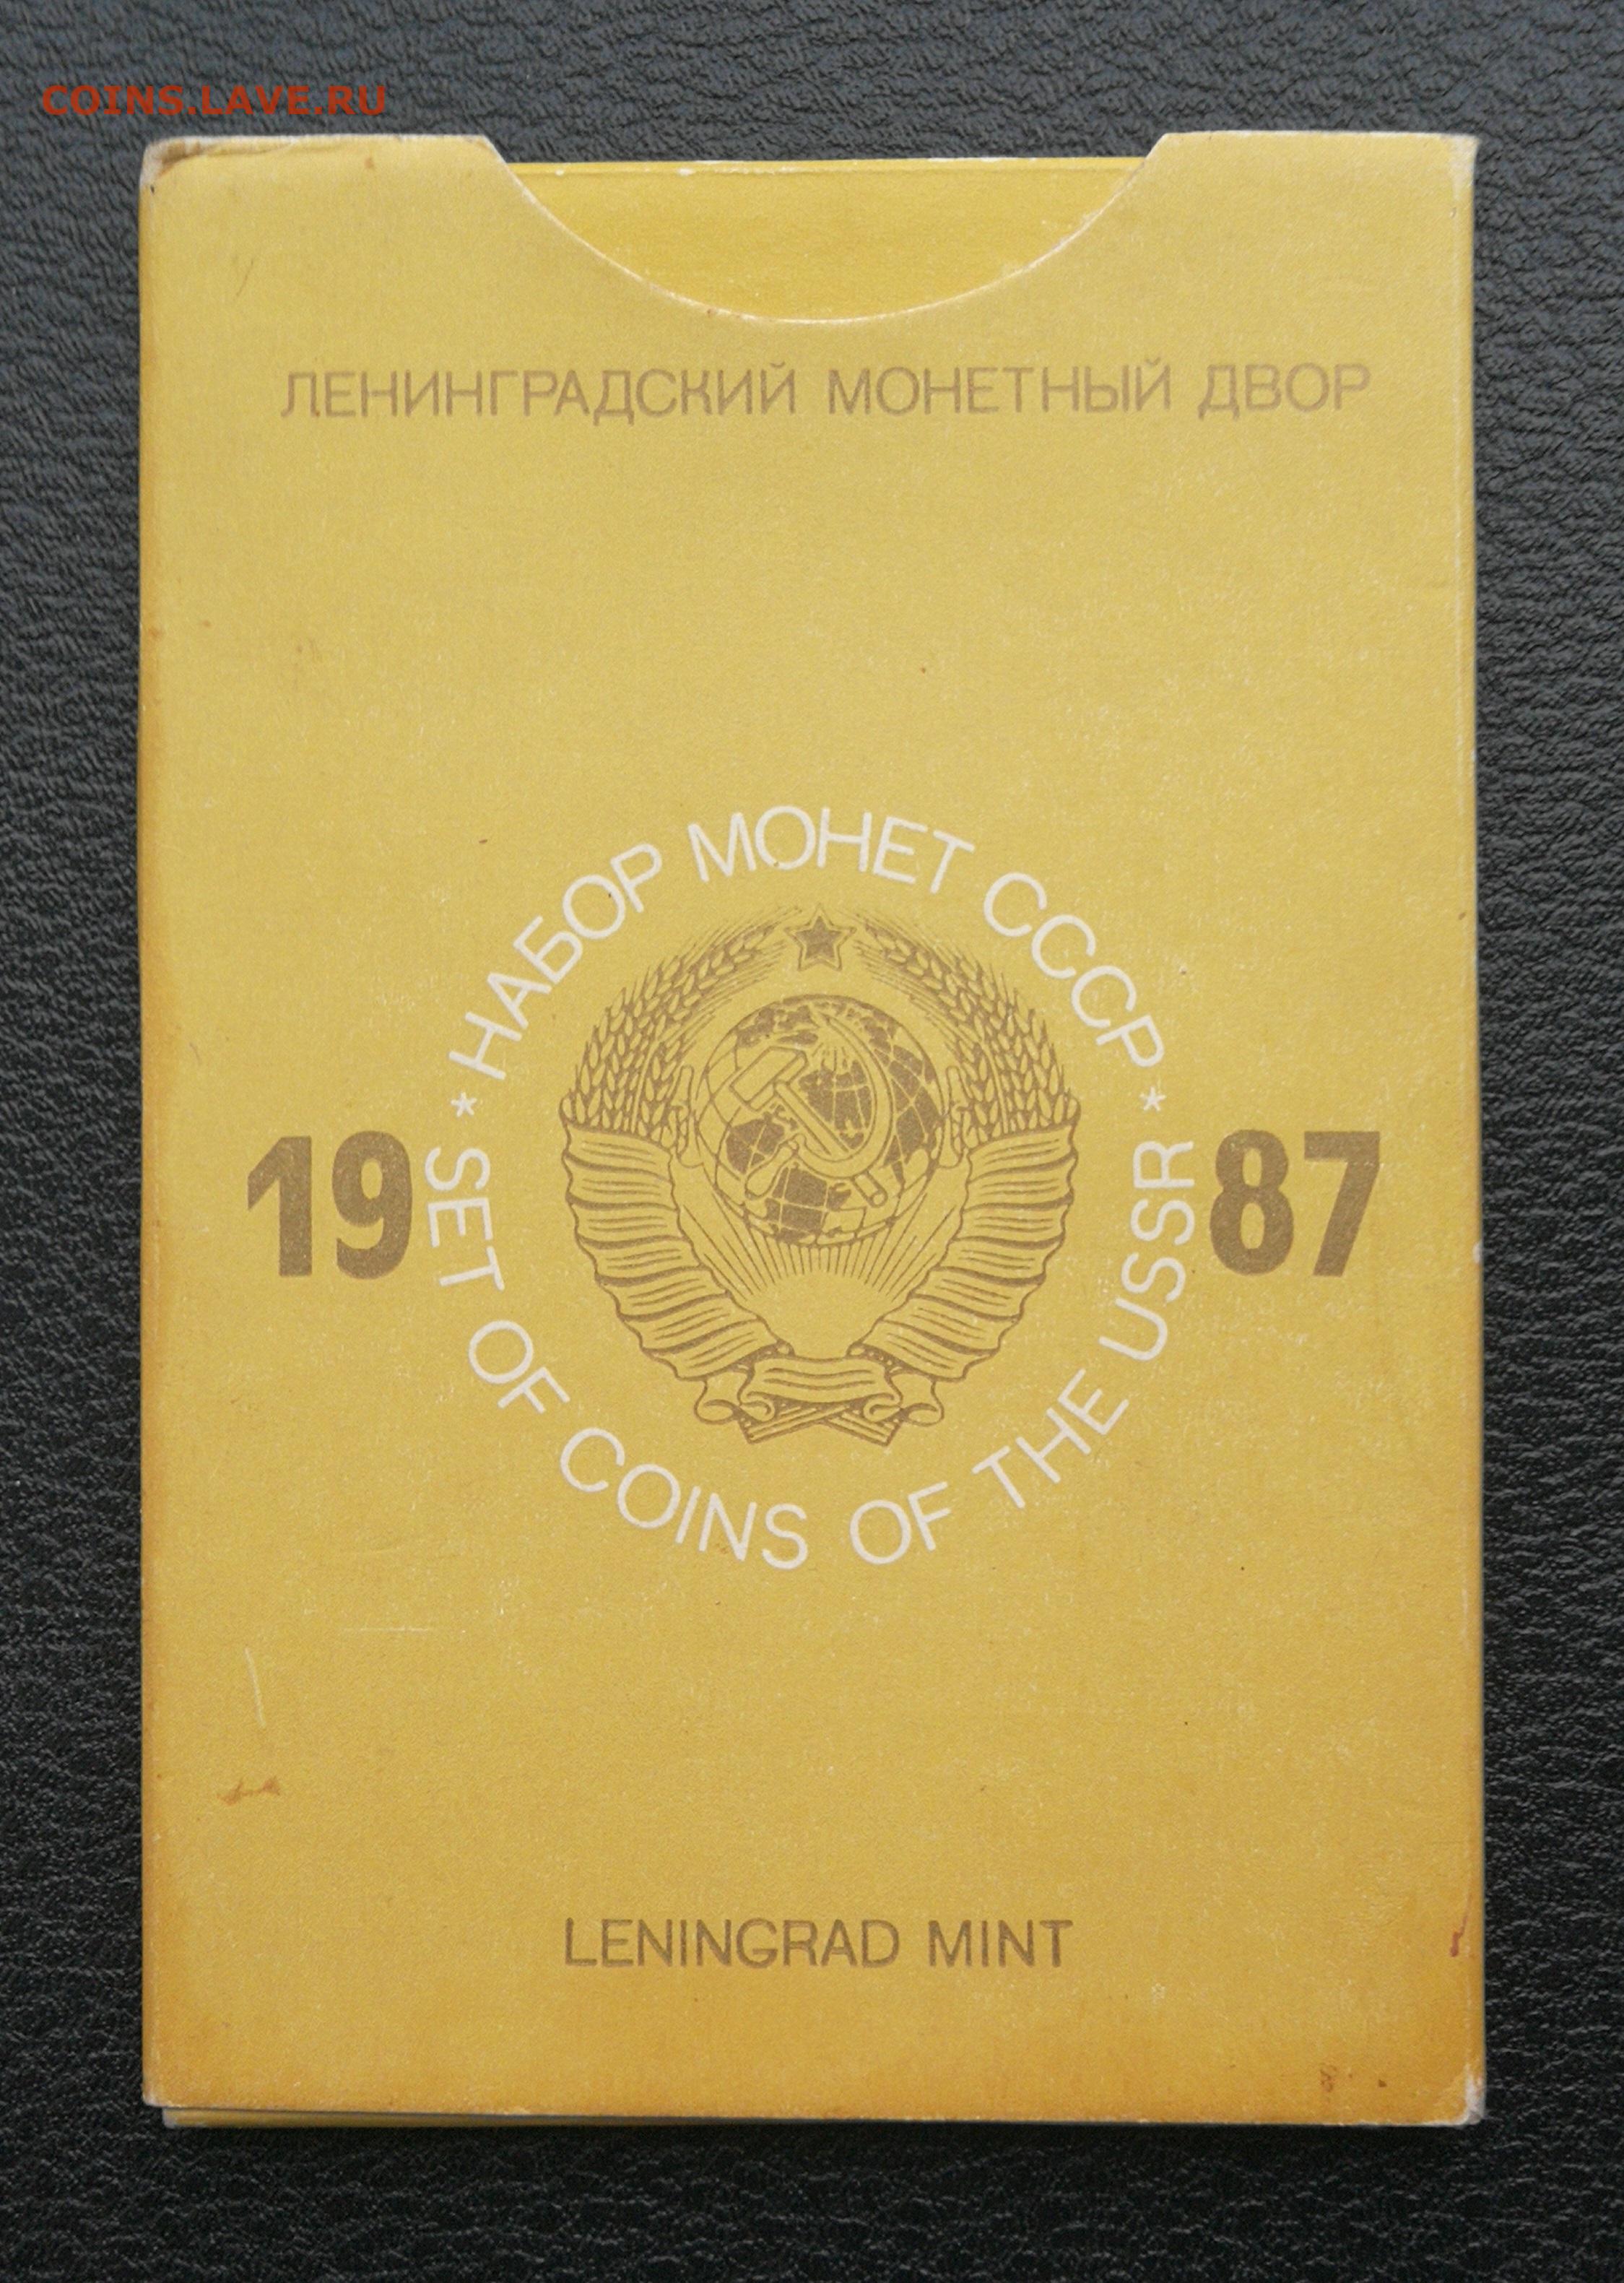 COINS.LAVE.RU
ЛЕНИНГРАДСКИЙ МОНЕТНЫЙ ДВОР
* НАБОР МОНЕТ СССР *
19 87
SET OF COINS OF THE USSR
LENINGRAD MINT